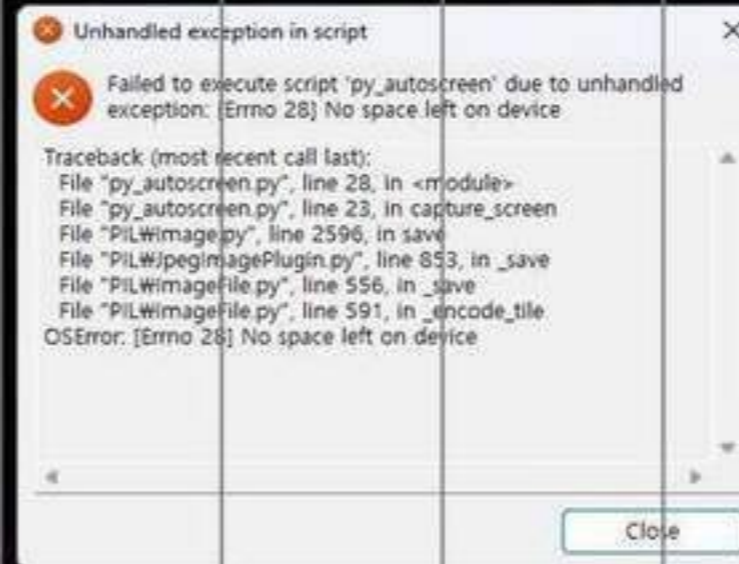 Unhandled exception in script
Failed to execute script 'py_autoscreen' due to unhandled
exception: [Errno 28] No space left on device
Traceback (most recent call last):
File "py_autoscreen.py", line 28, in <module>
File "py_autoscreen.py", line 23, in capture_screen
File "PIL₩Image.py", line 2596, in save
File "PIL₩JpegImagePlugin.py", line 853, in _save
File "PIL₩ImageFile.py", line 556, in _save
File "PIL₩ImageFile.py", line 591, in _encode_tile
OSError: [Errno 28] No space left on device
Close